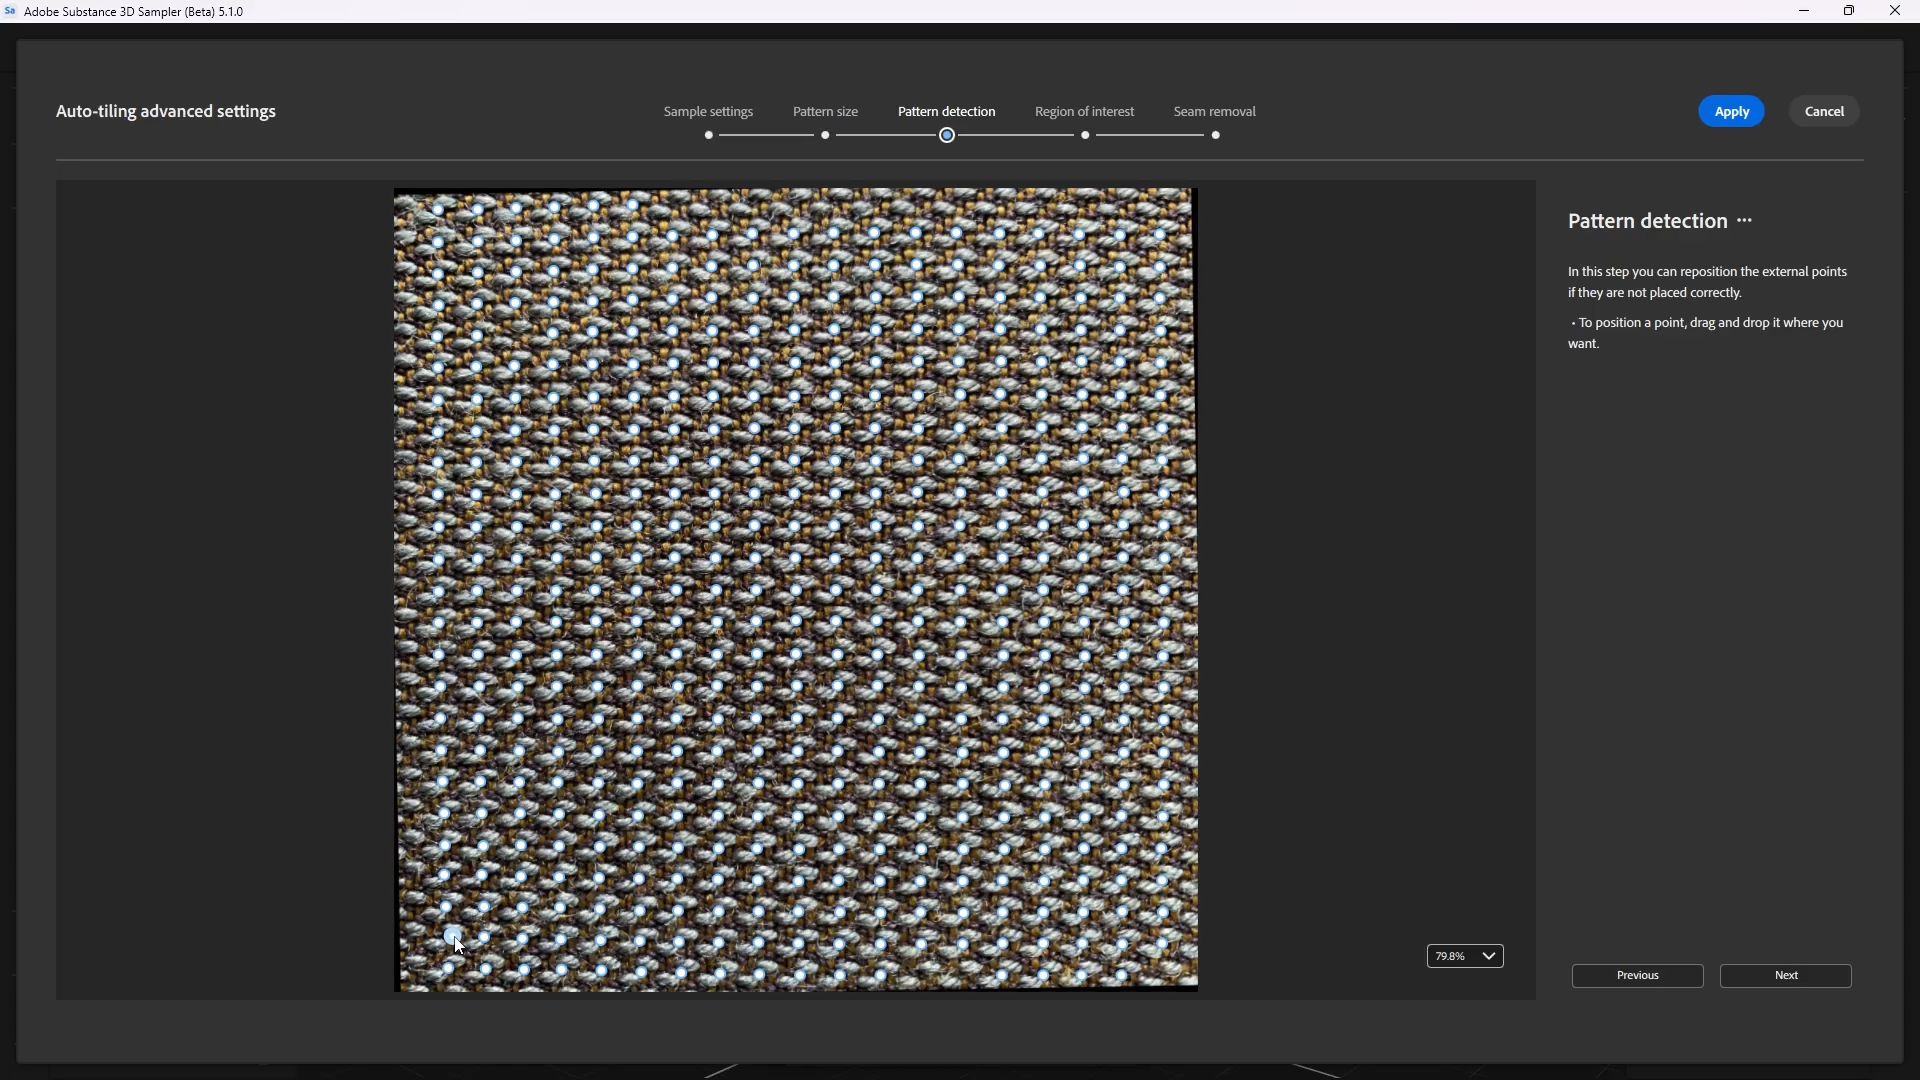 Sa Adobe Substance 3D Sampler (Beta) 5.1.0
Auto-tiling advanced settings
Sample settings
Pattern size
Pattern detection
Region of interest
Seam removal
Apply
Cancel
Pattern detection ···
In this step you can reposition the external points
if they are not placed correctly.
• To position a point, drag and drop it where you
want.
79.8%
Previous
Next